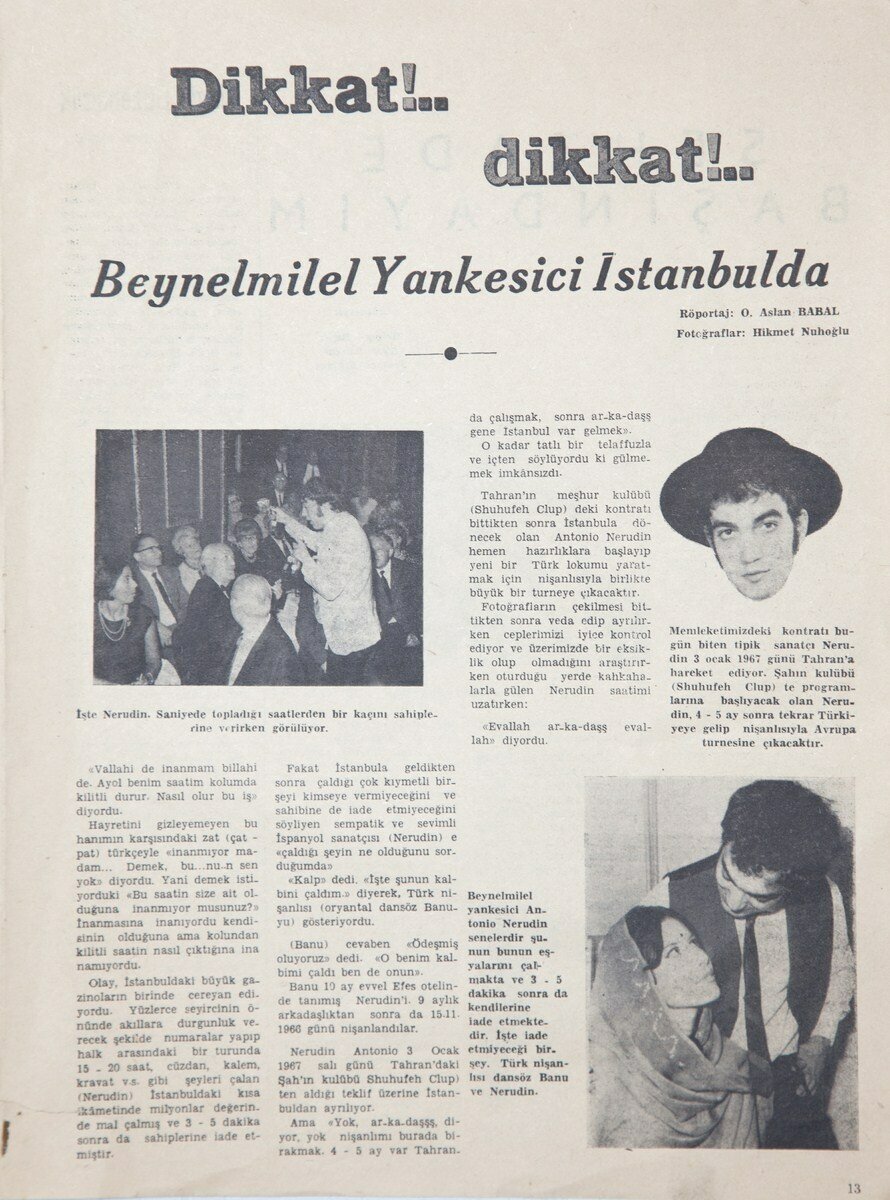 Dikkat!..
dikkat!..
Beynelmilel Yankesici İstanbulda
Röportaj: O. Aslan BABAL
Fotoğraflar: Hikmet Nuhoğlu
İşte Nerudin. Saniyede topladığı saatlerden bir kaçını sahiple-
rine verirken görülüyor.
«Vallahi de inanmam billahi
de. Ayol benim saatim kolumda
kilitli durur. Nasıl olur bu iş»
diyordu.
Hayretini gizleyemeyen bu
hanımın karşısındaki zat (çat -
pat) türkçeyle «inanmıyor ma-
dam... Demek, bu...nu..n sen
yok» diyordu. Yani demek isti-
yorduki «Bu saatin size ait ol-
duğuna inanmıyor musunuz?»
İnanmasına inanıyordu kendi-
sinin olduğuna ama kolundan
kilitli saatin nasıl çıktığına ina
namıyordu.
Olay, İstanbuldaki büyük ga-
zinoların birinde cereyan edi-
yordu. Yüzlerce seyircinin ö-
nünde akıllara durgunluk ve-
recek şekilde numaralar yapıp
halk arasındaki bir turunda
15 - 20 saat, cüzdan, kalem,
kravat v.s. gibi şeyleri çalan
(Nerudin) İstanbuldaki kısa
ikâmetinde milyonlar değerin-
de mal çalmış ve 3 - 5 dakika
sonra da sahiplerine iade et-
miştir.
Fakat İstanbula geldikten
sonra çaldığı çok kıymetli bir-
şeyi kimseye vermiyeceğini ve
sahibine de iade etmiyeceğini
söyliyen sempatik ve sevimli
İspanyol sanatçısı (Nerudin) e
«çaldığı şeyin ne olduğunu sor-
duğumda»
«Kalp» dedi. «İşte şunun kal-
bini çaldım.» diyerek, Türk ni-
şanlısı (oryantal dansöz Banu-
yu) gösteriyordu.
(Banu) cevaben «Ödeşmiş
oluyoruz» dedi. «O benim kal-
bimi çaldı ben de onun».
Banu 10 ay evvel Efes otelin-
de tanımış Nerudin'i. 9 aylık
arkadaşlıktan sonra da 15.11.
1966 günü nişanlandılar.
Nerudin Antonio 3 Ocak
1967 salı günü Tahran'daki
Şah'ın kulübü Shuhufeh Clup)
ten aldığı teklif üzerine İstan-
buldan ayrılıyor.
Ama «Yok, ar..ka..daşşş, di-
yor, yok nişanlımı burada bı-
rakmak. 4 - 5 ay var Tahran-
da çalışmak, sonra ar-ka-daşş
gene İstanbul var gelmek».
O kadar tatlı bir telaffuzla
ve içten söylüyordu ki gülme-
mek imkânsızdı.
Tahran'ın meşhur kulübü
(Shuhufeh Clup) deki kontratı
bittikten sonra İstanbula dö-
necek olan Antonio Nerudin
hemen hazırlıklara başlayıp
yeni bir Türk lokumu yarat-
mak için nişanlısıyla birlikte
büyük bir turneye çıkacaktır.
Fotoğrafların çekilmesi bit-
tikten sonra veda edip ayrılır-
ken ceplerimizi iyice kontrol
ediyor ve üzerimizde bir eksik-
lik olup olmadığını araştırır-
ken oturduğu yerde kahkaha-
larla gülen Nerudin saatimi
uzatırken:
«Evallah ar-ka-daşş eval-
lah» diyordu.
Memleketimizdeki kontratı bu-
gün biten tipik sanatçı Neru-
din 3 ocak 1967 günü Tahran'a
hareket ediyor. Şahın kulübü
(Shuhufeh Clup) te program-
larına başlıyacak olan Neru-
din, 4 - 5 ay sonra tekrar Türki-
yeye gelip nişanlısıyla Avrupa
turnesine çıkacaktır.
Beynelmilel
yankesici An-
tonio Nerudin
senelerdir şu-
nun bunun eş-
yalarını çal-
makta ve 3 - 5
dakika sonra da
kendilerine
iade etmekte-
dir. İşte iade
etmiyeceği bir-
şey. Türk nişan-
lısı dansöz Banu
ve Nerudin.
13